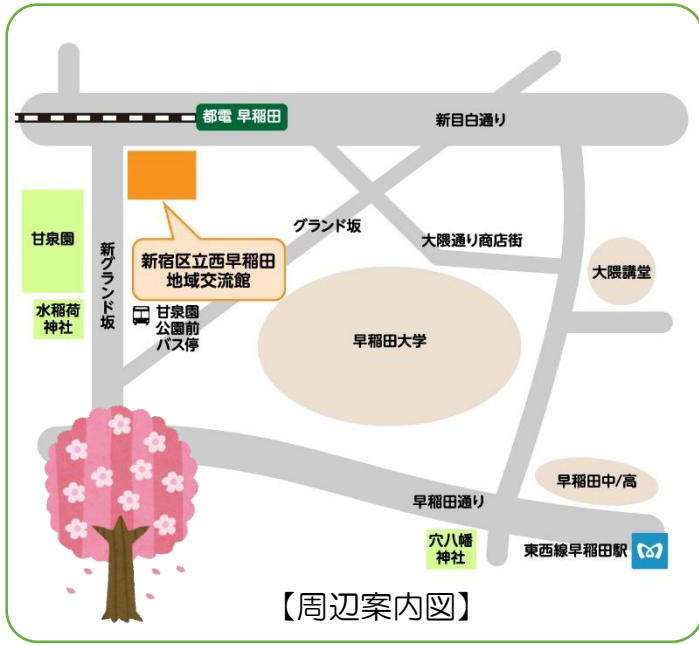 都電 早稲田
新目白通り
甘泉園
新グランド坂
グランド坂
大隈通り商店街
新宿区立西早稲田
地域交流館
大隈講堂
水稲荷
神社
甘泉園
公園前
バス停
早稲田大学
早稲田中/高
早稲田通り
穴八幡
神社
東西線早稲田駅
【周辺案内図】